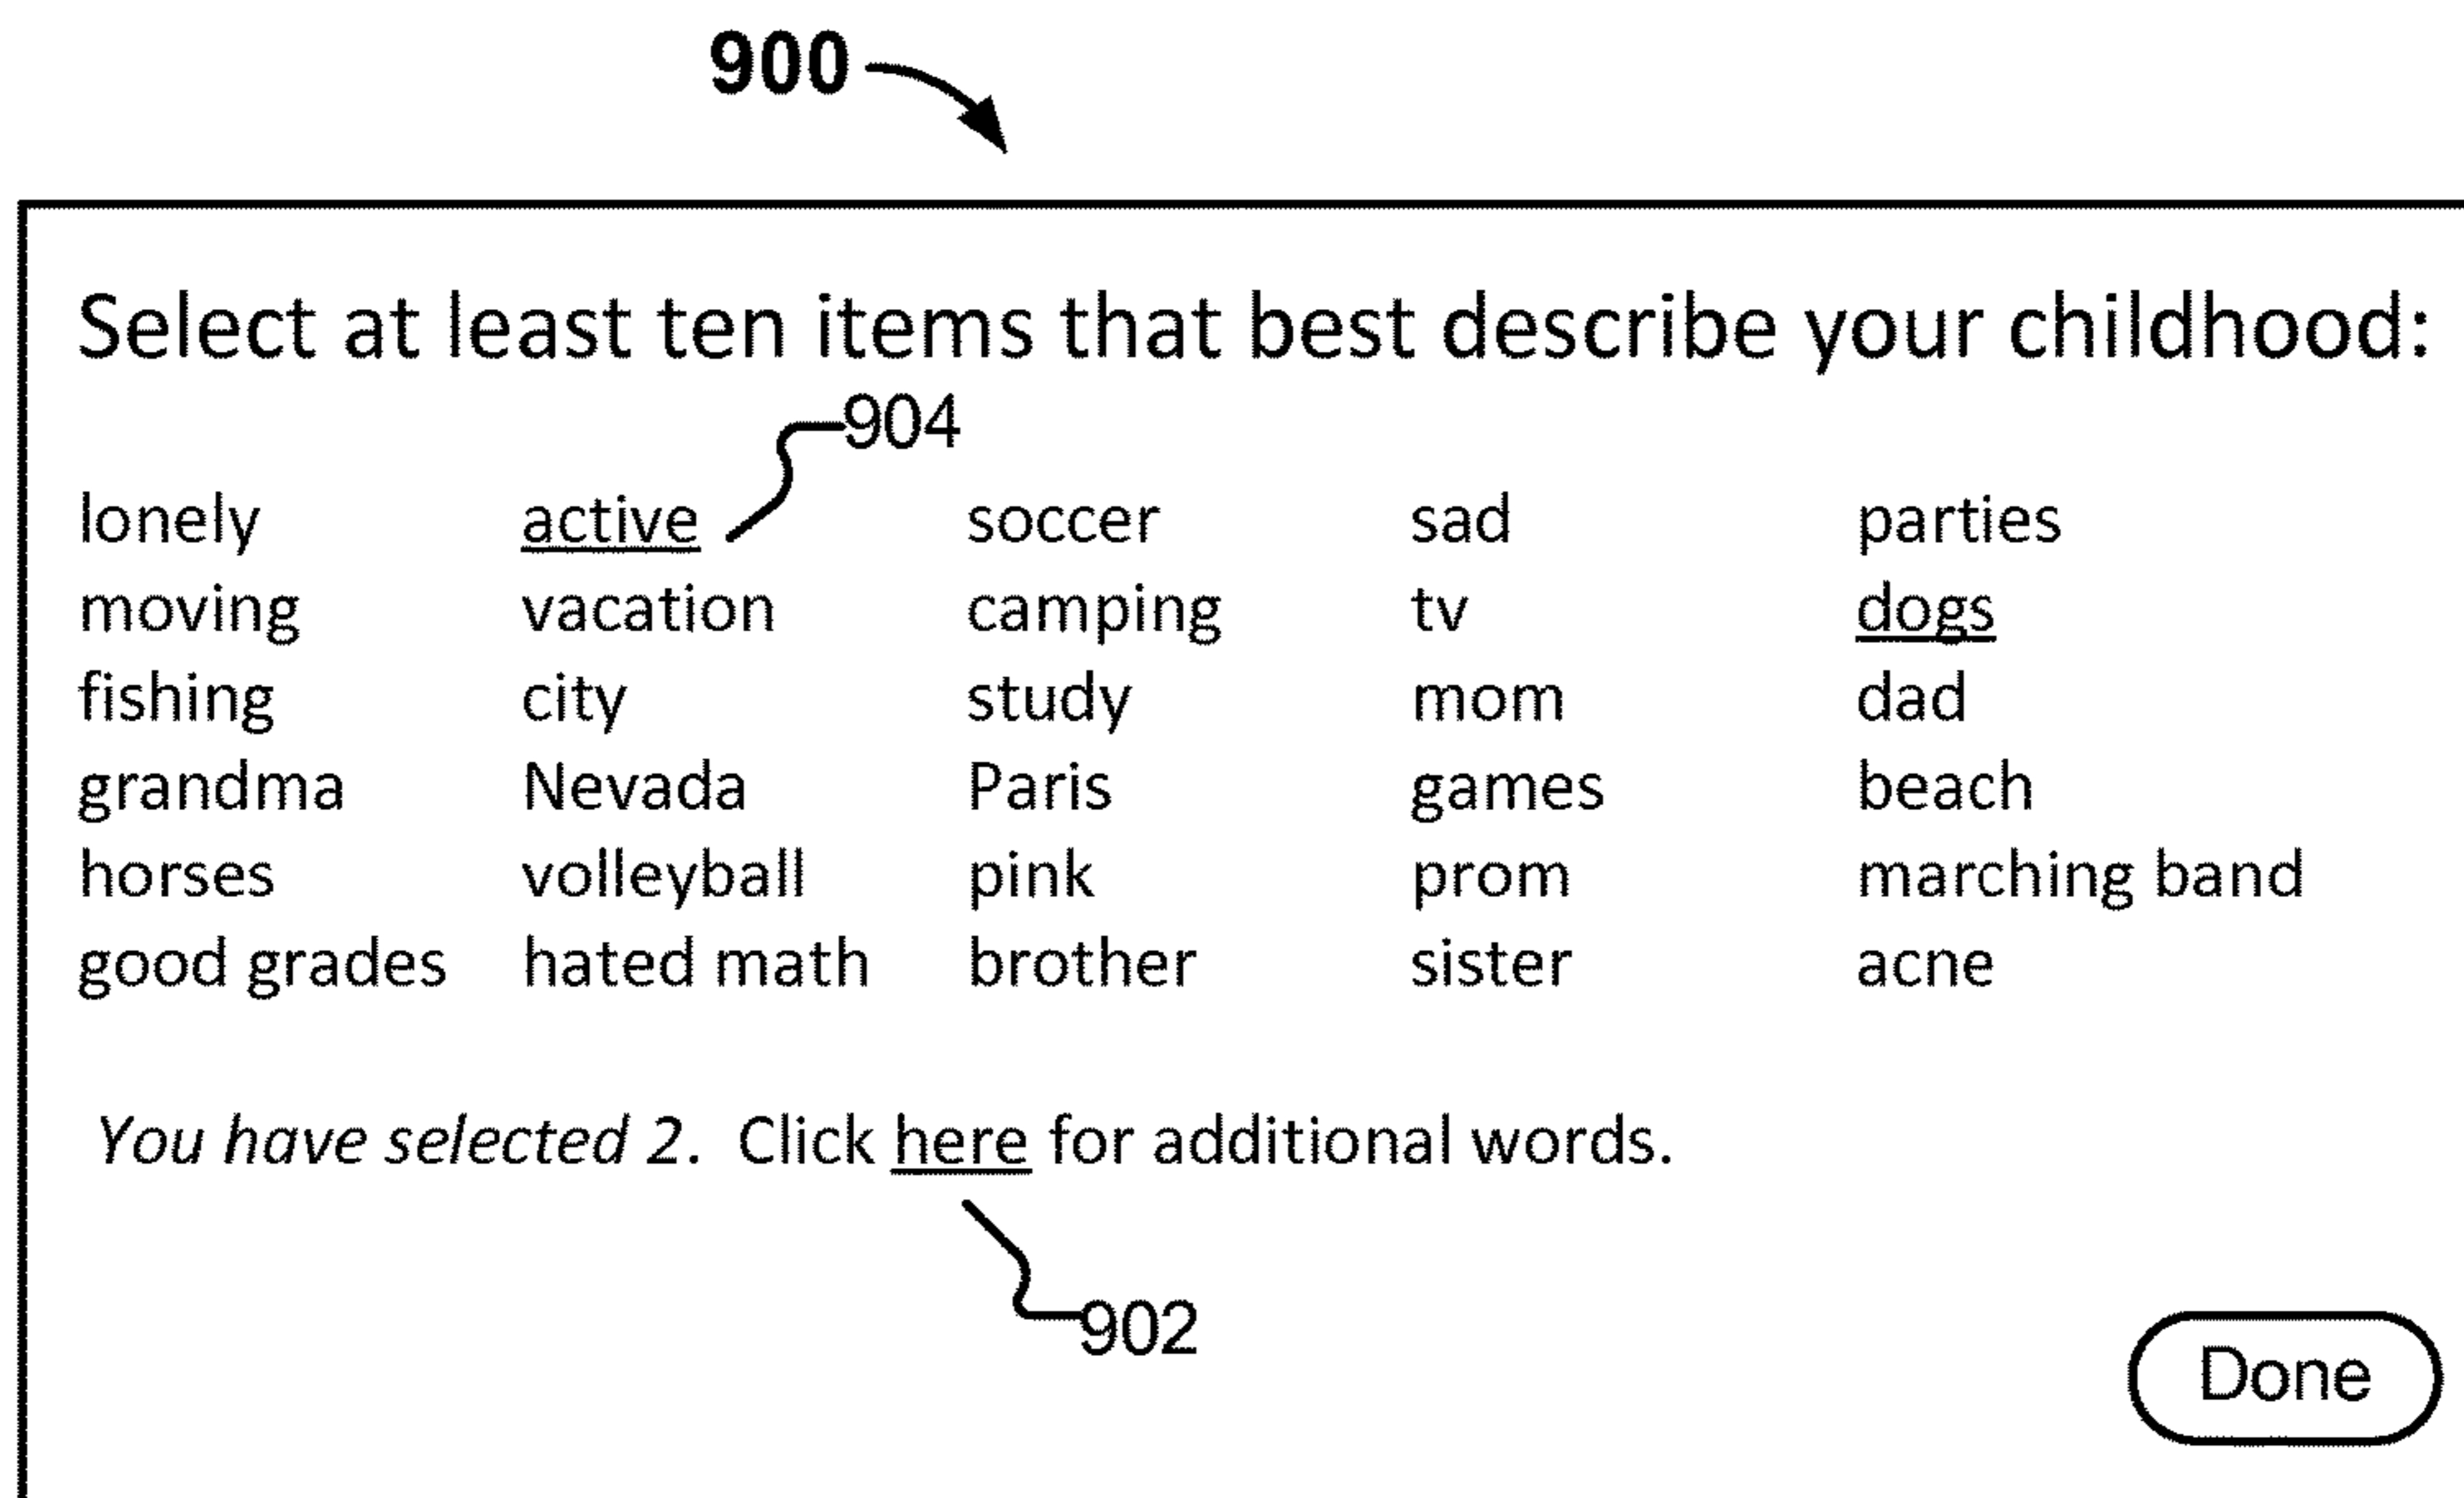 900
Select at least ten items that best describe your childhood:
904
lonely active soccer sad parties
moving vacation camping tv dogs
fishing city study mom dad
grandma Nevada Paris games beach
horses volleyball pink prom marching band
good grades hated math brother sister acne
You have selected 2. Click here for additional words.
902
Done